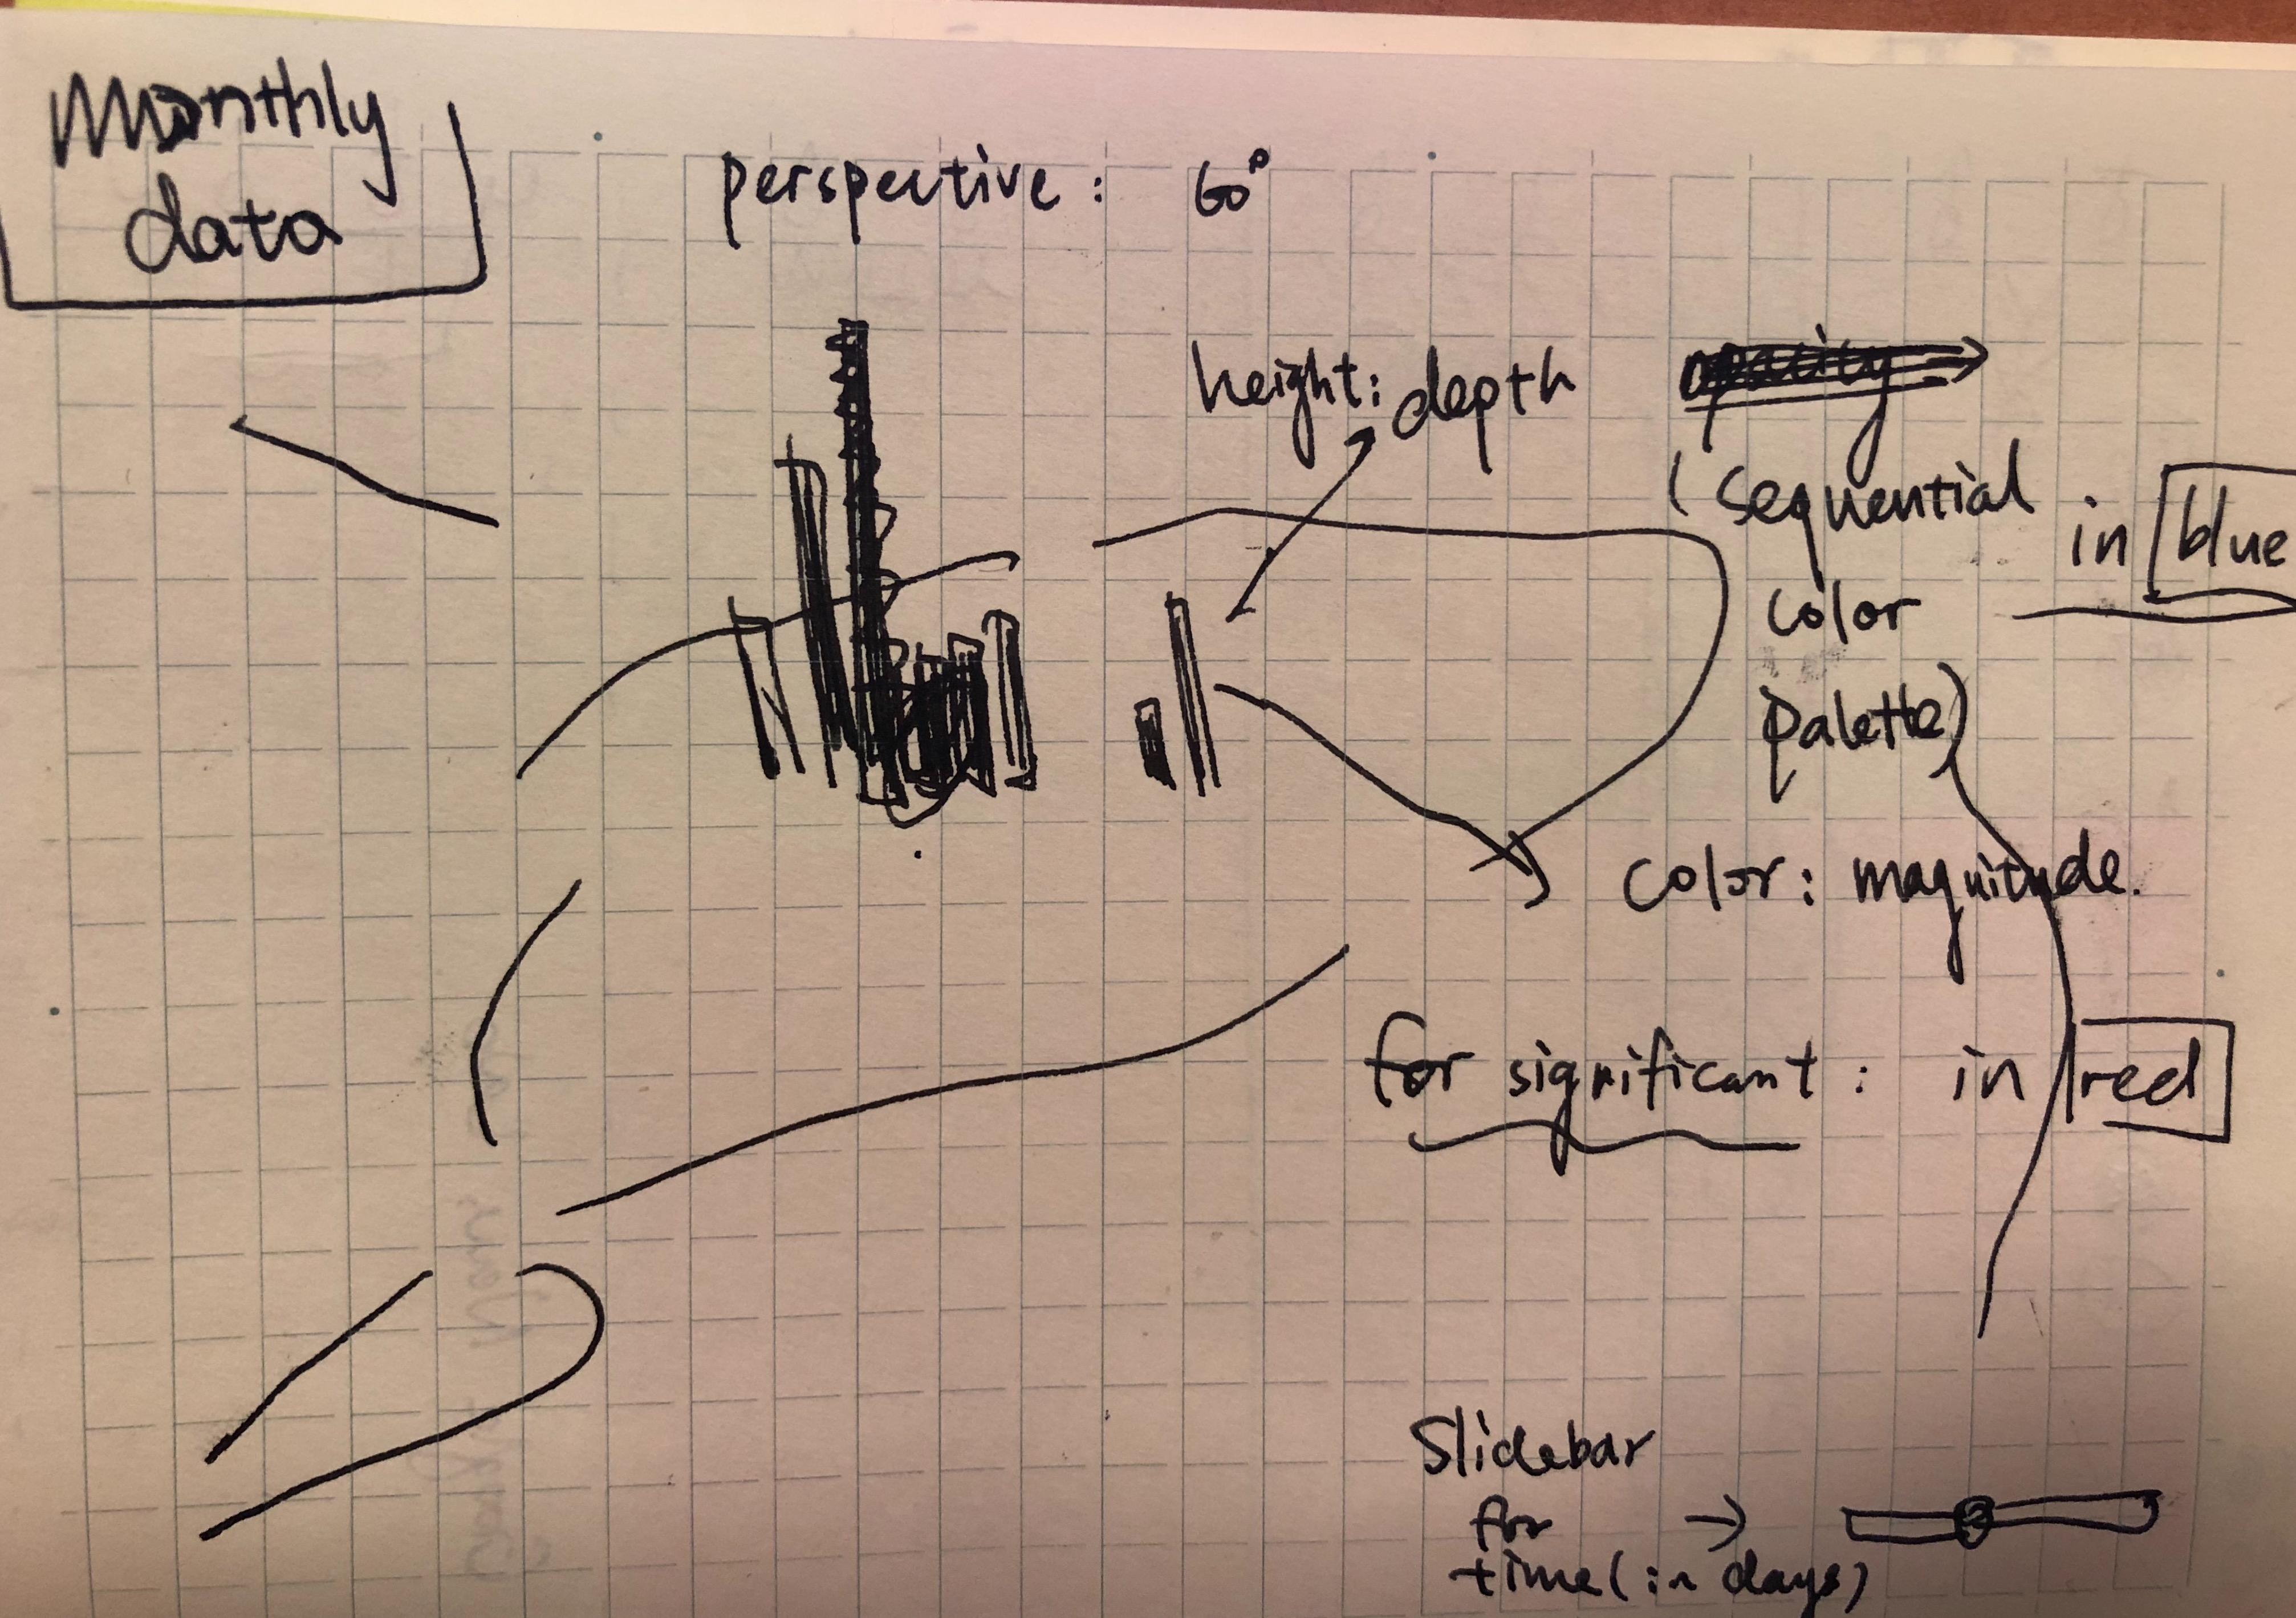 Monthly
data
perspective: 60°
height: depth
opacity
(sequential
in blue
color
palette)
color: magnitude.
for significant: in red
Slidebar
for →
time (in days)